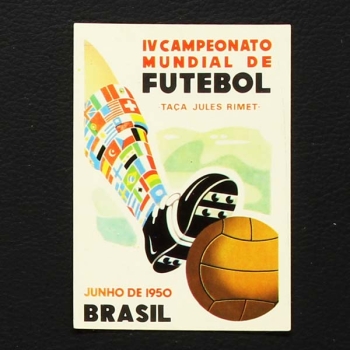 IV CAMPEONATO
MUNDIAL DE
FUTEBOL
TAÇA JULES RIMET
JUNHO DE 1950
BRASIL